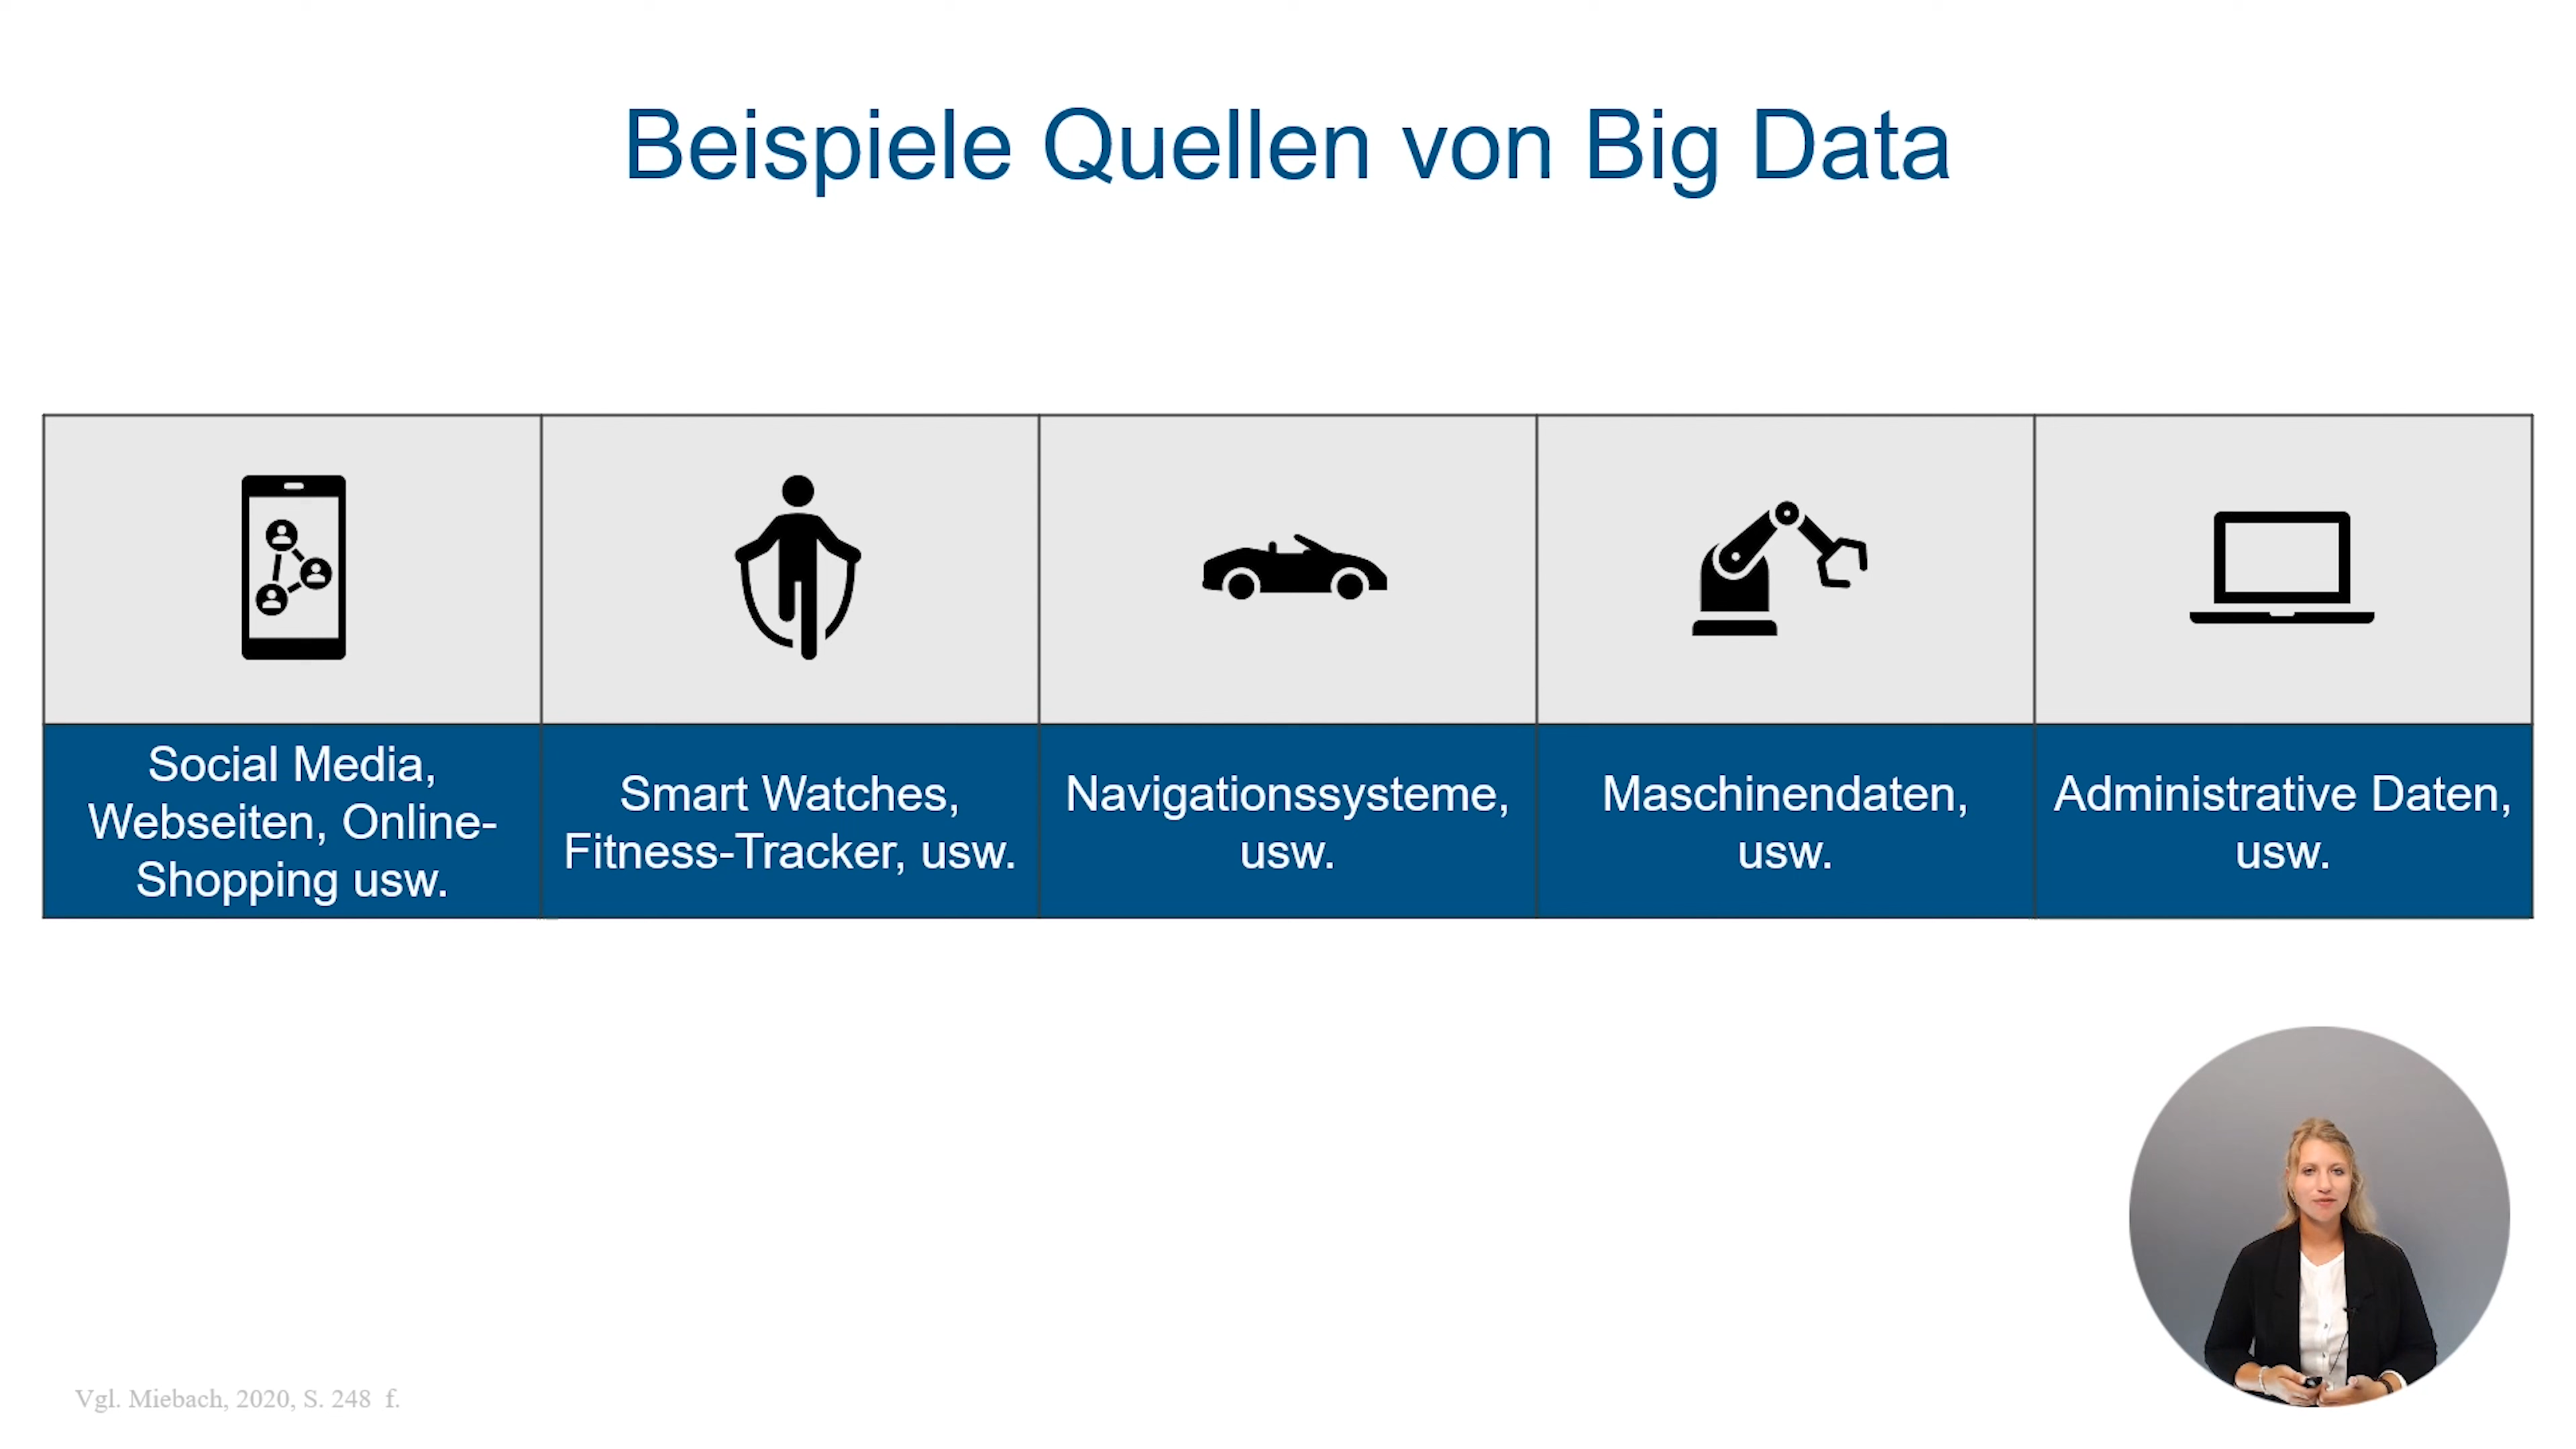 Beispiele Quellen von Big Data
Social Media,
Webseiten, Online-
Shopping usw.
Smart Watches,
Fitness-Tracker, usw.
Navigationssysteme,
usw.
Maschinendaten,
usw.
Administrative Daten,
usw.
Vgl. Miebach, 2020, S. 248 f.